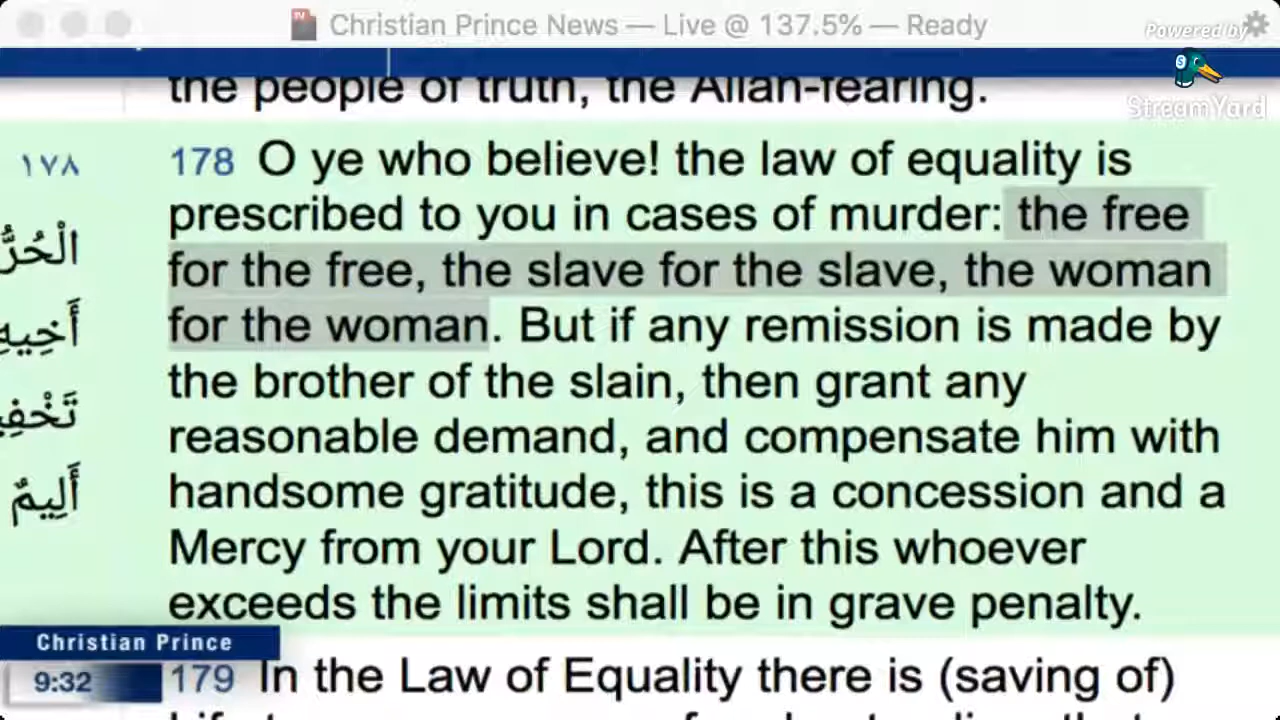 Christian Prince News — Live @ 137.5% — Ready
Powered by
StreamYard
the people of truth, the Allah-fearing.
١٧٨
178 O ye who believe! the law of equality is
prescribed to you in cases of murder: the free
الْحُرُّ
for the free, the slave for the slave, the woman
for the woman. But if any remission is made by
أَخِيهِ
the brother of the slain, then grant any
reasonable demand, and compensate him with
handsome gratitude, this is a concession and a
أَلِيمٌ
Mercy from your Lord. After this whoever
exceeds the limits shall be in grave penalty.
Christian Prince
9:32
179 In the Law of Equality there is (saving of)